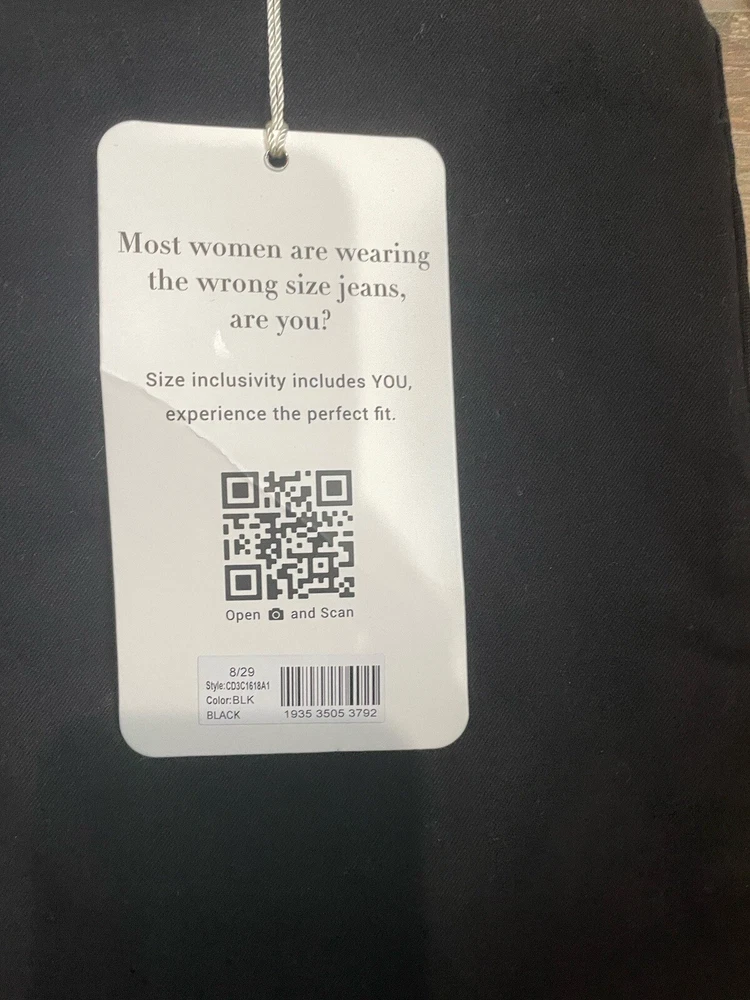 Most women are wearing
the wrong size jeans,
are you?
Size inclusivity includes YOU,
experience the perfect fit.
Open and Scan
8/29
Style:CD3C1618A1
Color:BLK
BLACK
1935 3505 3792